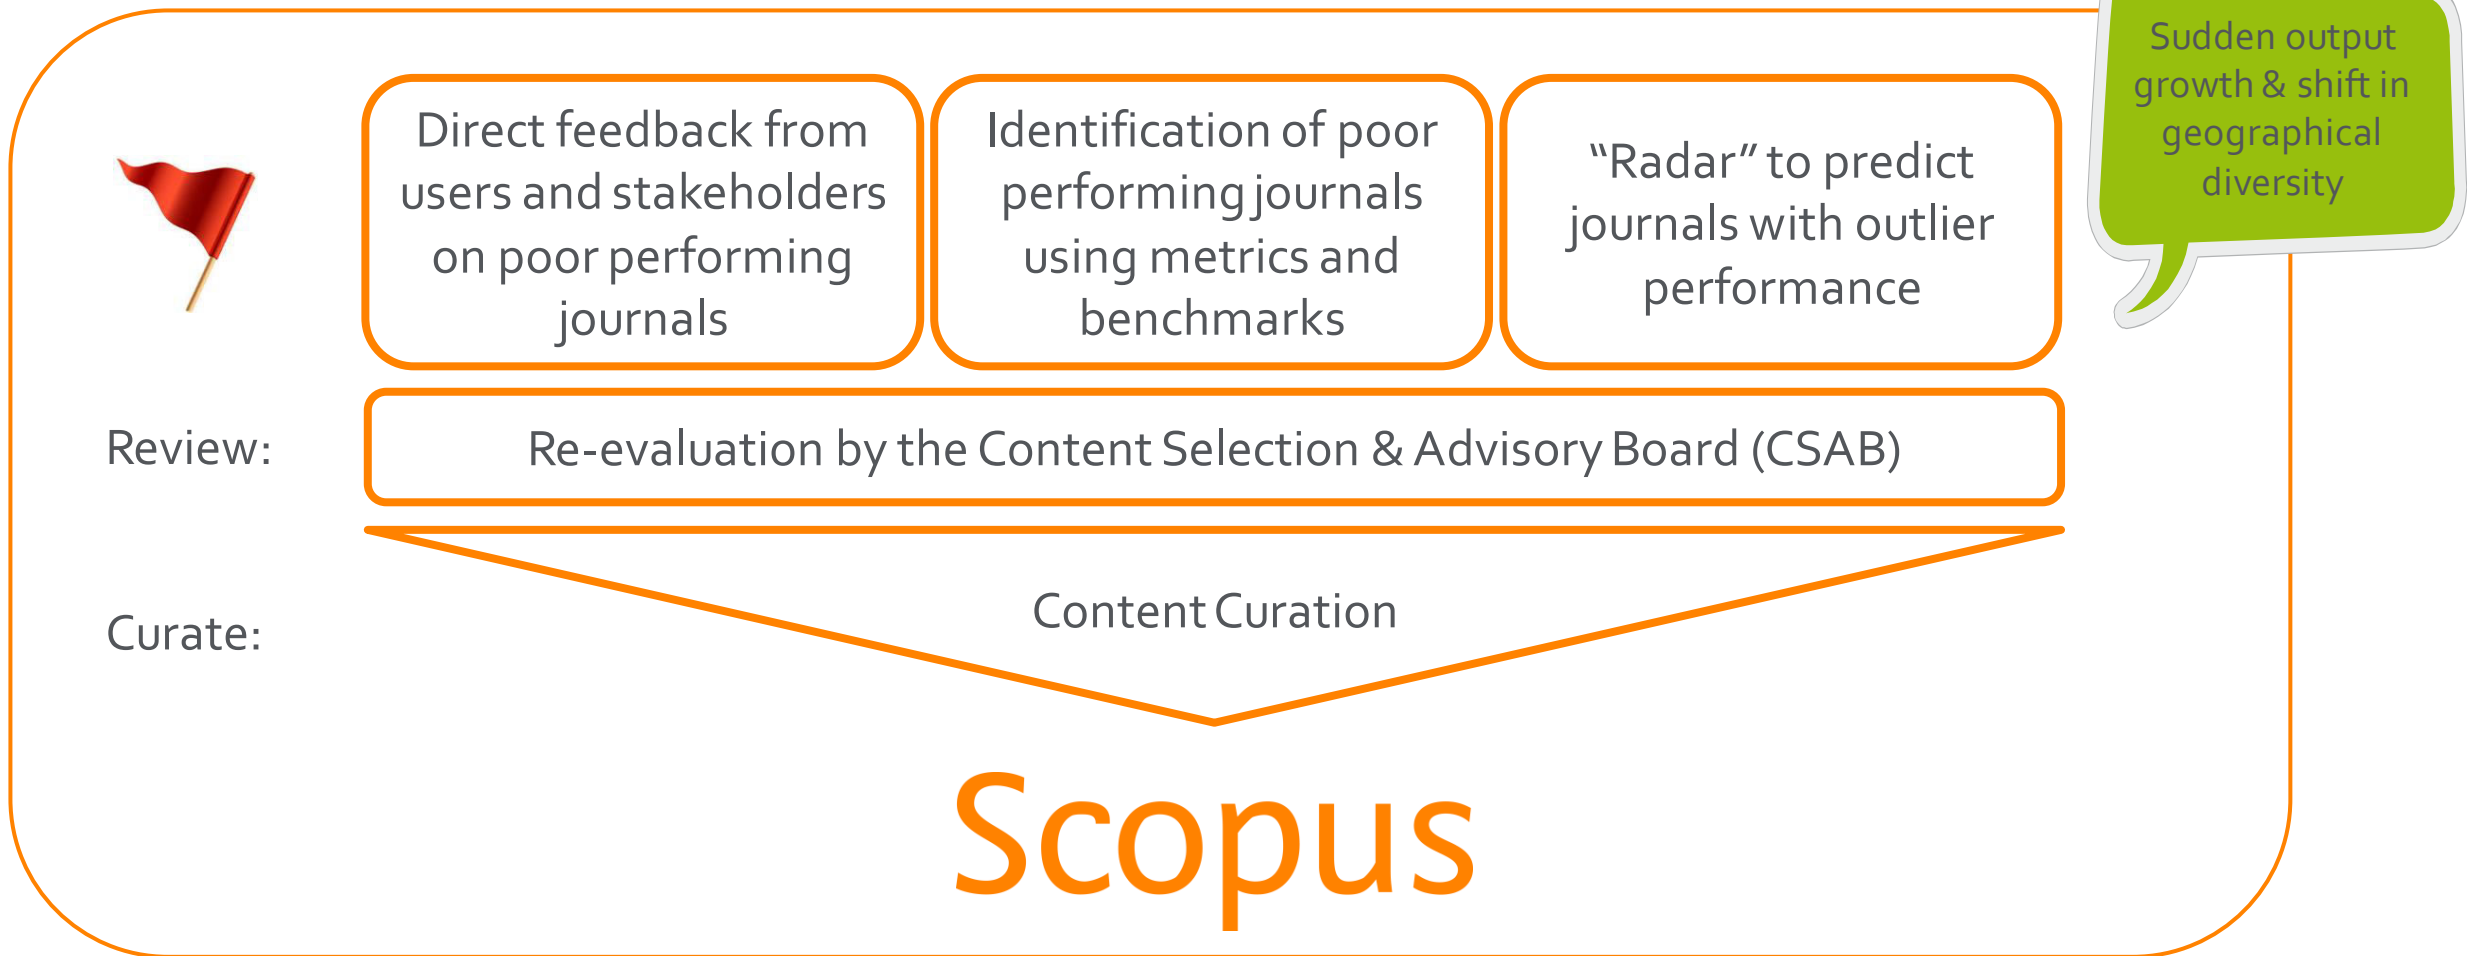 Sudden output
growth & shift in
geographical
diversity
Direct feedback from
users and stakeholders
on poor performing
journals
Identification of poor
performing journals
using metrics and
benchmarks
“Radar” to predict
journals with outlier
performance
Review:
Re-evaluation by the Content Selection & Advisory Board (CSAB)
Curate:
Content Curation
Scopus